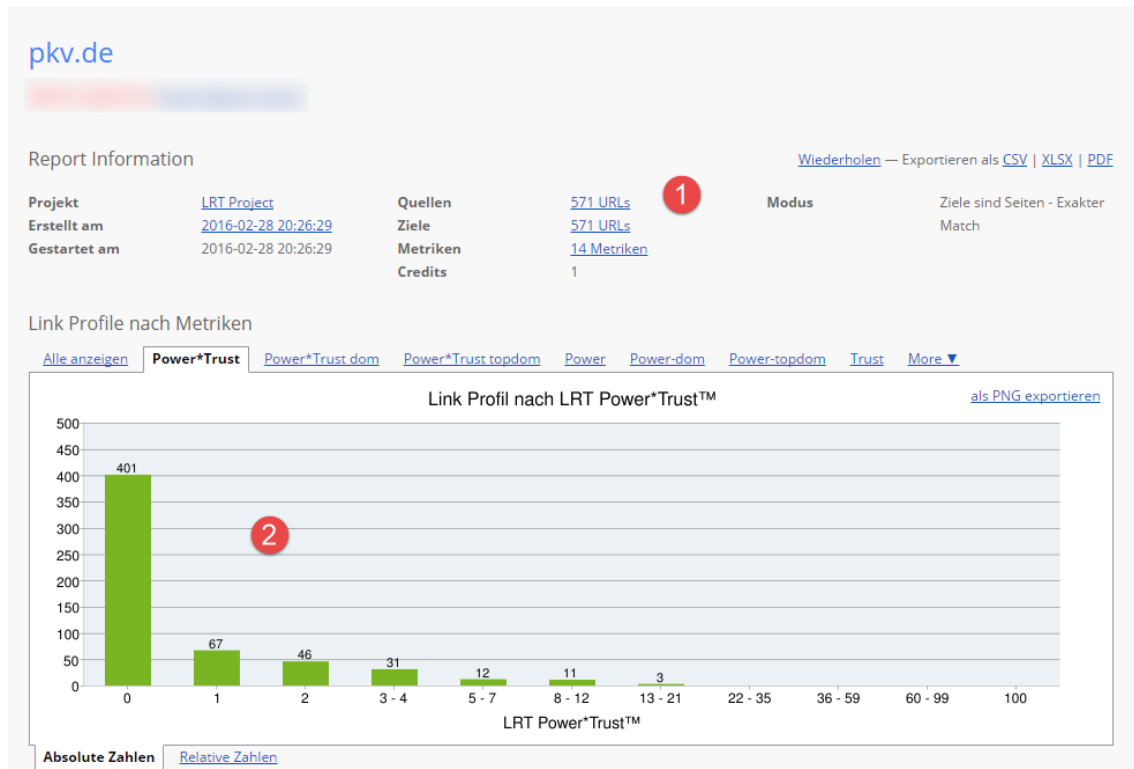 pkv.de
Report Information
Wiederholen — Exportieren als CSV | XLSX | PDF
1
Projekt LRT Project Quellen 571 URLs Modus Ziele sind Seiten - Exakter
Erstellt am 2016-02-28 20:26:29 Ziele 571 URLs Match
Gestartet am 2016-02-28 20:26:29 Metriken 14 Metriken
Credits 1
Link Profile nach Metriken
Alle anzeigen Power*Trust Power*Trust dom Power*Trust topdom Power Power-dom Power-topdom Trust More ▼
Link Profil nach LRT Power*Trust™ als PNG exportieren
500
450
401
400
350
300
2
250
200
150
100
67
46
50
31
12
11
3
0
0 1 2 3 - 4 5 - 7 8 - 12 13 - 21 22 - 35 36 - 59 60 - 99 100
LRT Power*Trust™
Absolute Zahlen Relative Zahlen